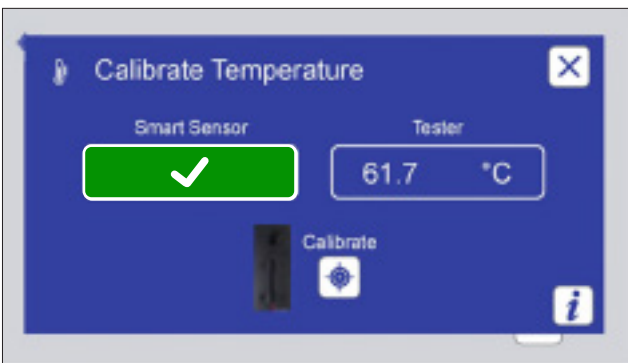 Calibrate Temperature
Smart Sensor
Tester
61.7 °C
Calibrate
i